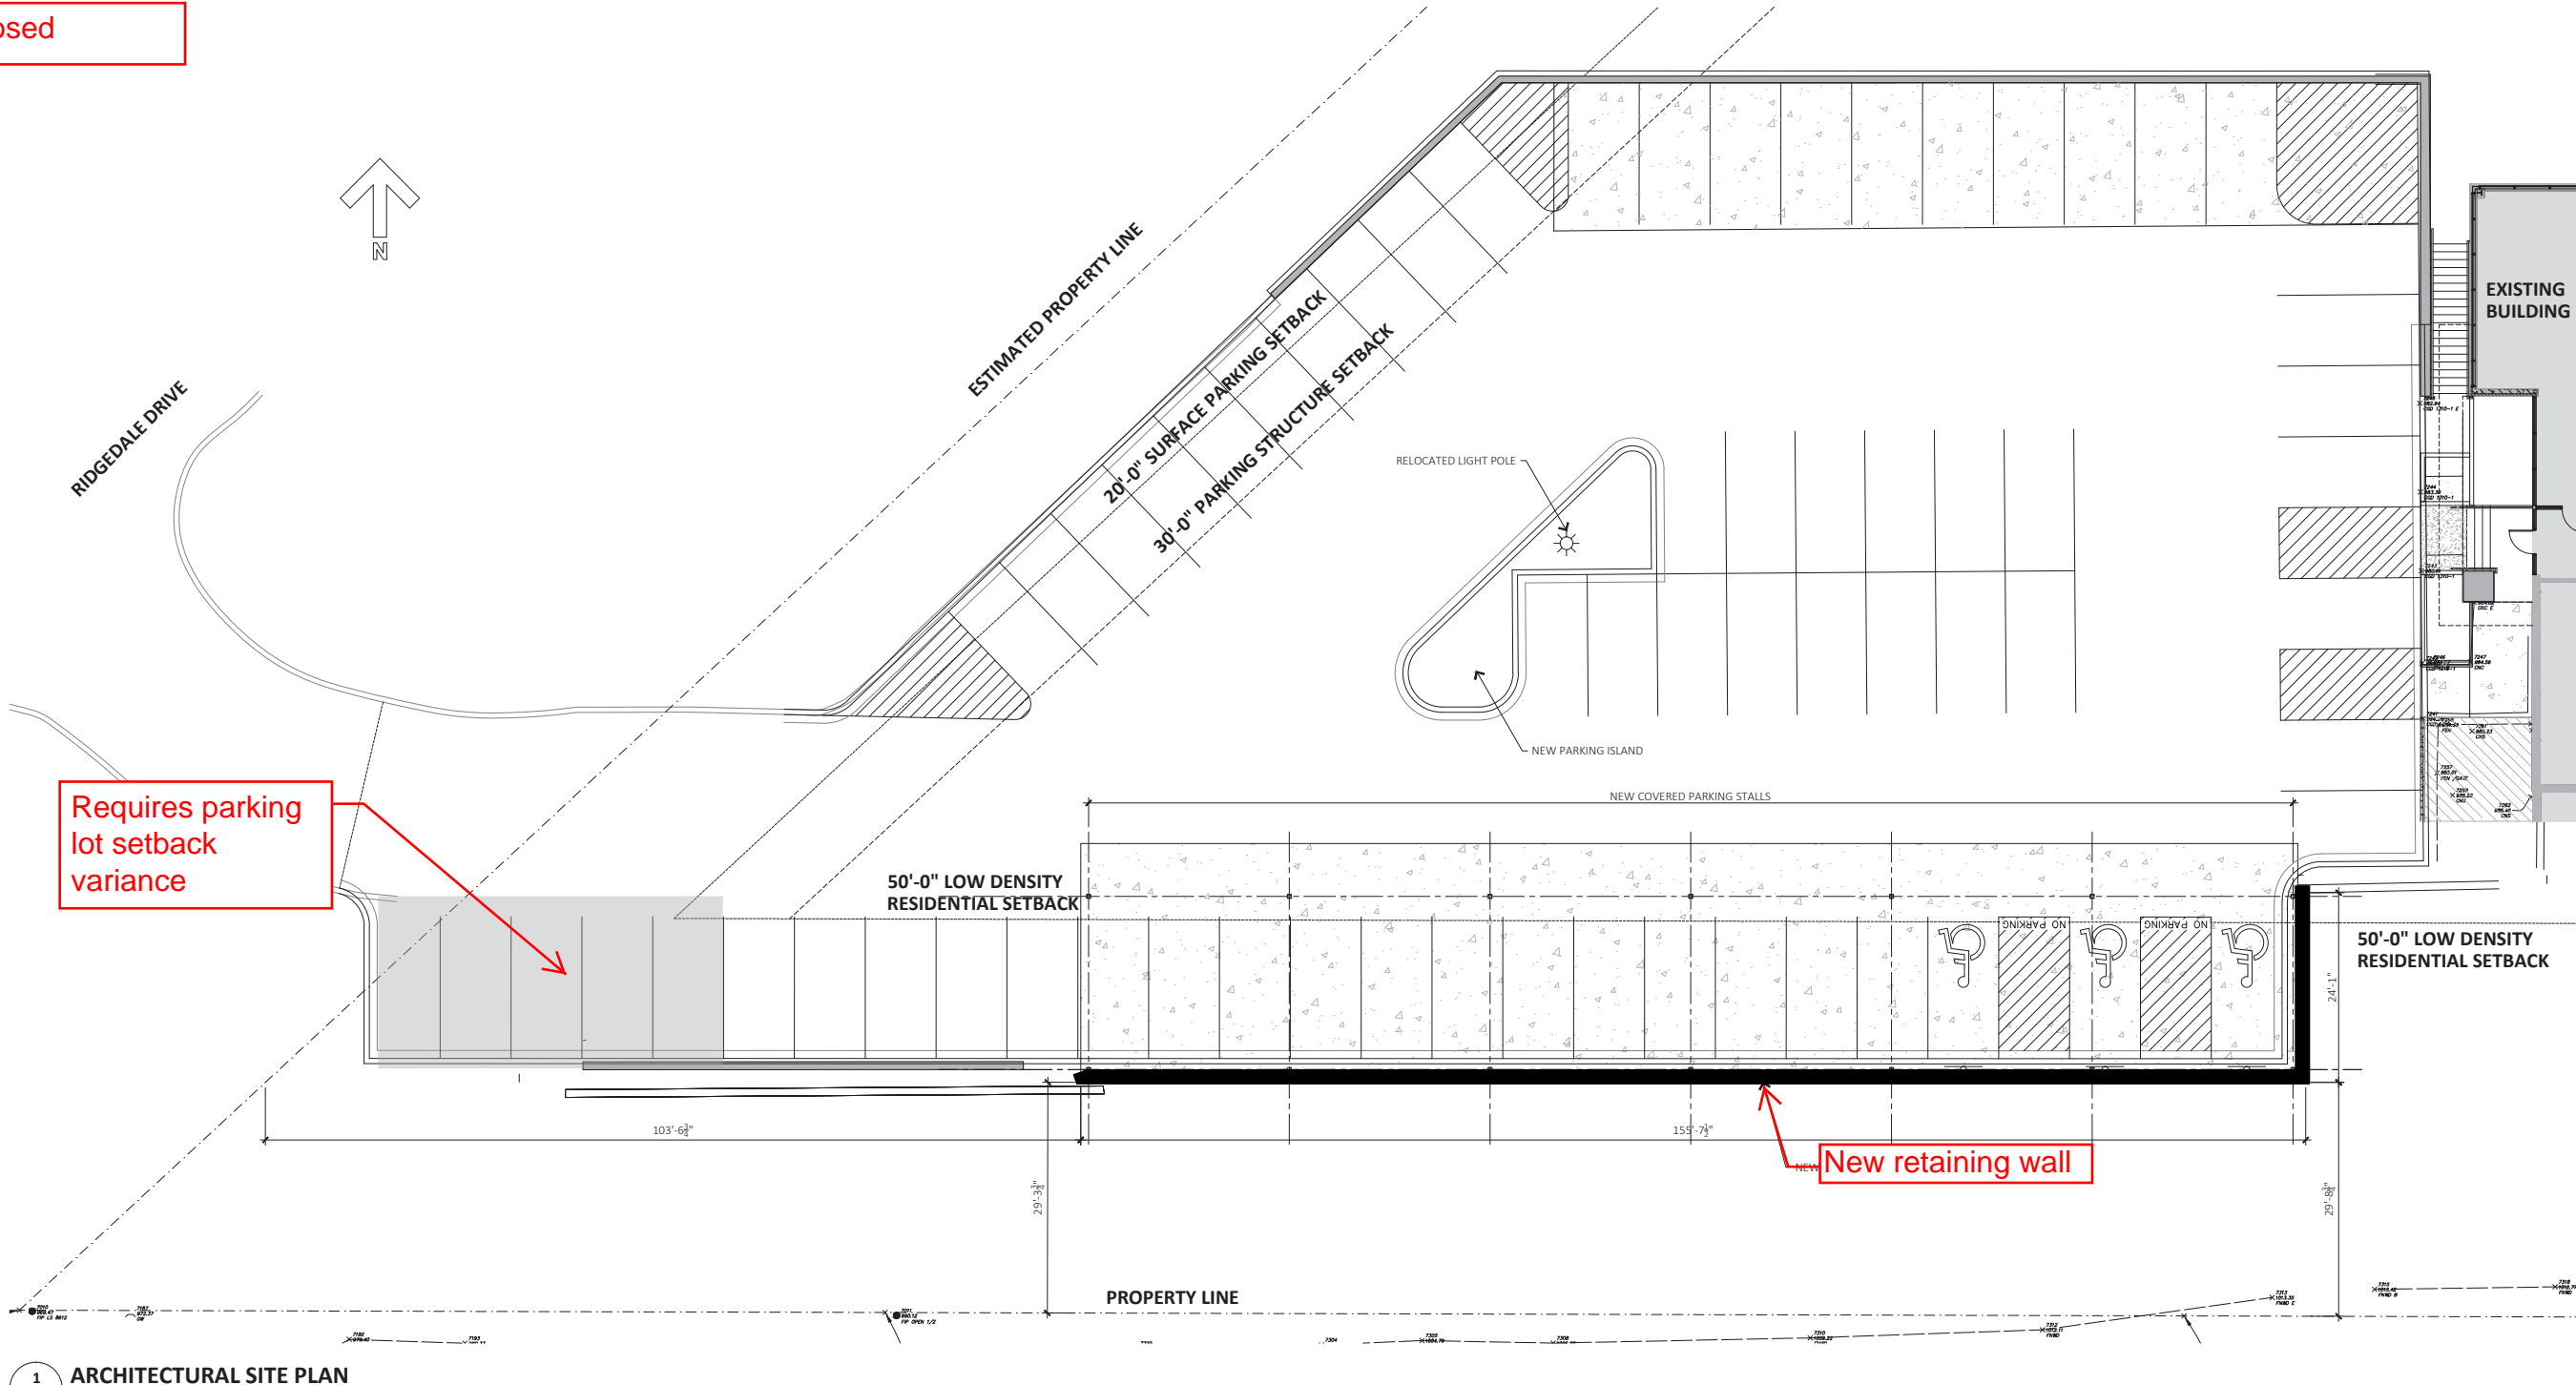 osed
N
RIDGEDALE DRIVE
ESTIMATED PROPERTY LINE
20'-0" SURFACE PARKING SETBACK
30'-0" PARKING STRUCTURE SETBACK
EXISTING
BUILDING
RELOCATED LIGHT POLE
NEW PARKING ISLAND
NEW COVERED PARKING STALLS
Requires parking
lot setback
variance
50'-0" LOW DENSITY
RESIDENTIAL SETBACK
NO PARKING
NO PARKING
50'-0" LOW DENSITY
RESIDENTIAL SETBACK
24'-1"
103'-6¾"
155'-7½"
NEW
New retaining wall
29'-3¾"
29'-8¾"
PROPERTY LINE
1
ARCHITECTURAL SITE PLAN